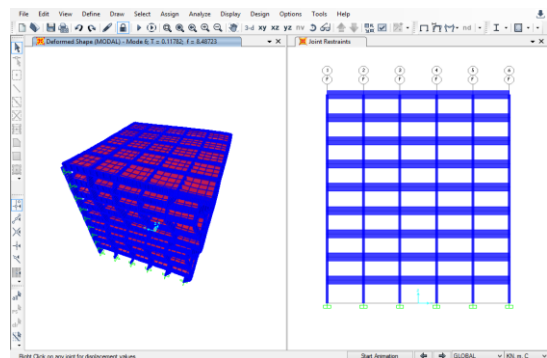 File Edit View Define Draw Select Assign Analyze Display Design Options Tools Help
3-d xy xz yz nv nd
Deformed Shape (MODAL) - Mode 6; T = 0.11782; f = 8.48723
Joint Restraints
1 2 3 4 5 6
F F F F F F
Right Click on any joint for displacement values
Start Animation GLOBAL KN, m, C